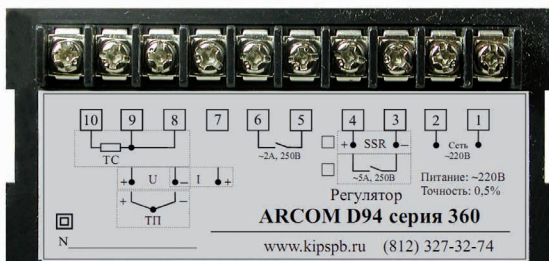 10 9 8 7 6 5 4 3 2 1
+ SSR –
ТС
~2А, 250В
Сеть
~220В
+ U – I +
~5А, 250В
Питание: ~220В
Точность: 0,5%
+ –
ТП
Регулятор
ARCOM D94 серия 360
N
www.kipspb.ru (812) 327-32-74